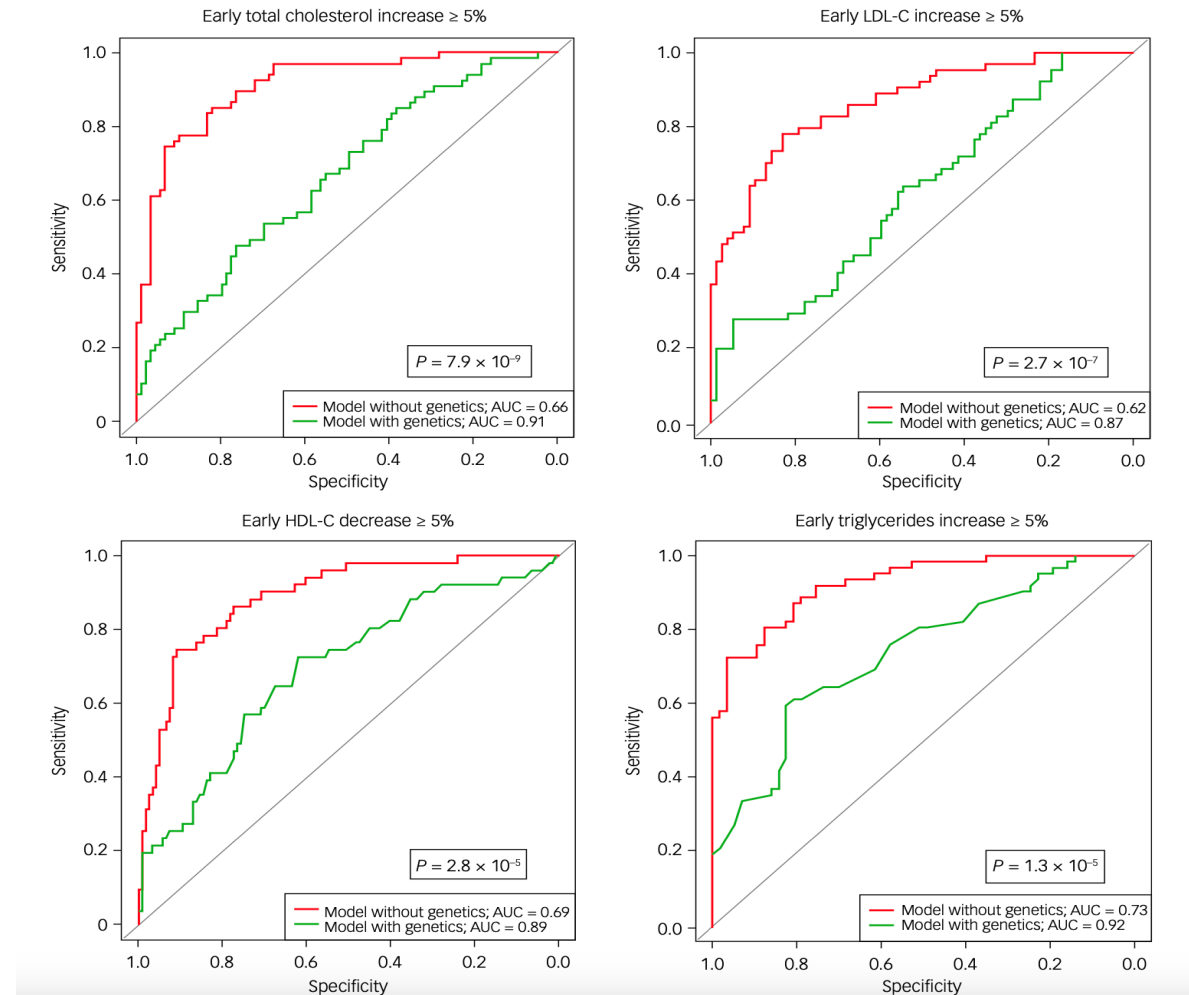 Early total cholesterol increase ≥ 5%
1.0
0.8
0.6
0.4
0.2
0
Sensitivity
P = 7.9 × 10⁻⁹
Model without genetics; AUC = 0.66
Model with genetics; AUC = 0.91
1.0 0.8 0.6 0.4 0.2 0.0
Specificity
Early LDL-C increase ≥ 5%
1.0
0.8
0.6
0.4
0.2
0.0
Sensitivity
P = 2.7 × 10⁻⁷
Model without genetics; AUC = 0.62
Model with genetics; AUC = 0.87
1.0 0.8 0.6 0.4 0.2 0.0
Specificity
Early HDL-C decrease ≥ 5%
1.0
0.8
0.6
0.4
0.2
0
Sensitivity
P = 2.8 × 10⁻⁵
Model without genetics; AUC = 0.69
Model with genetics; AUC = 0.89
1.0 0.8 0.6 0.4 0.2 0.0
Specificity
Early triglycerides increase ≥ 5%
1.0
0.8
0.6
0.4
0.2
0.0
Sensitivity
P = 1.3 × 10⁻⁵
Model without genetics; AUC = 0.73
Model with genetics; AUC = 0.92
1.0 0.8 0.6 0.4 0.2 0.0
Specificity